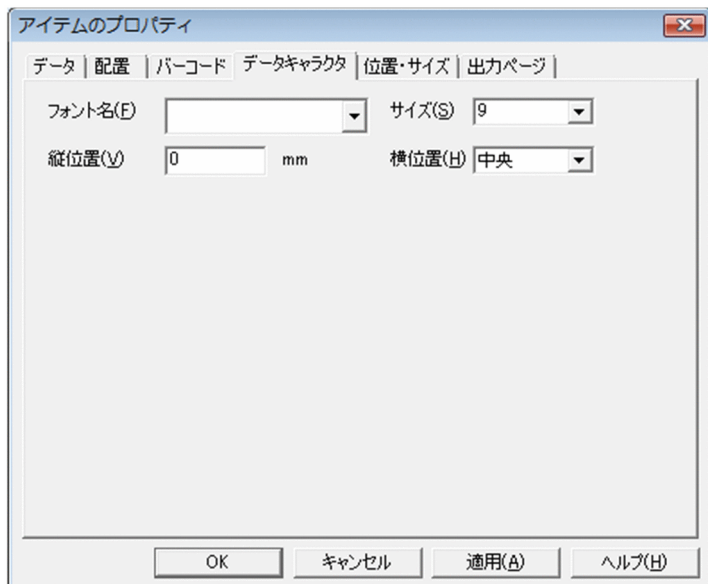 アイテムのプロパティ
データ 配置 バーコード データキャラクタ 位置・サイズ 出力ページ
フォント名(F) サイズ(S) 9
縦位置(V) 0 mm 横位置(H) 中央
OK キャンセル 適用(A) ヘルプ(H)